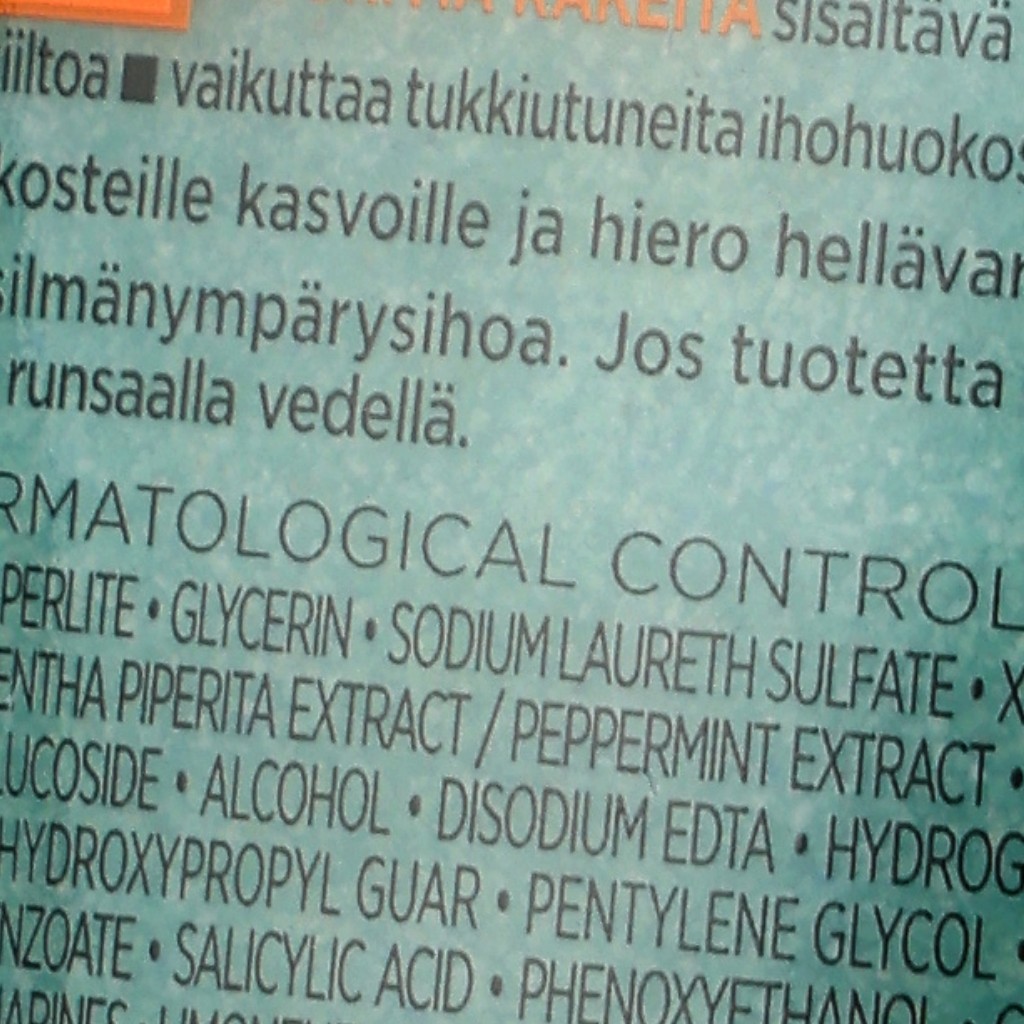 sisältävä
iiltoa ■ vaikuttaa tukkiutuneita ihohuokos
kosteille kasvoille ja hiero hellävar
silmänympärysihoa. Jos tuotetta
runsaalla vedellä.
RMATOLOGICAL CONTROL
PERLITE • GLYCERIN • SODIUM LAURETH SULFATE • X
ENTHA PIPERITA EXTRACT / PEPPERMINT EXTRACT •
LUCOSIDE • ALCOHOL • DISODIUM EDTA • HYDROG
HYDROXYPROPYL GUAR • PENTYLENE GLYCOL •
NZOATE • SALICYLIC ACID • PHENOXYETHANOL •